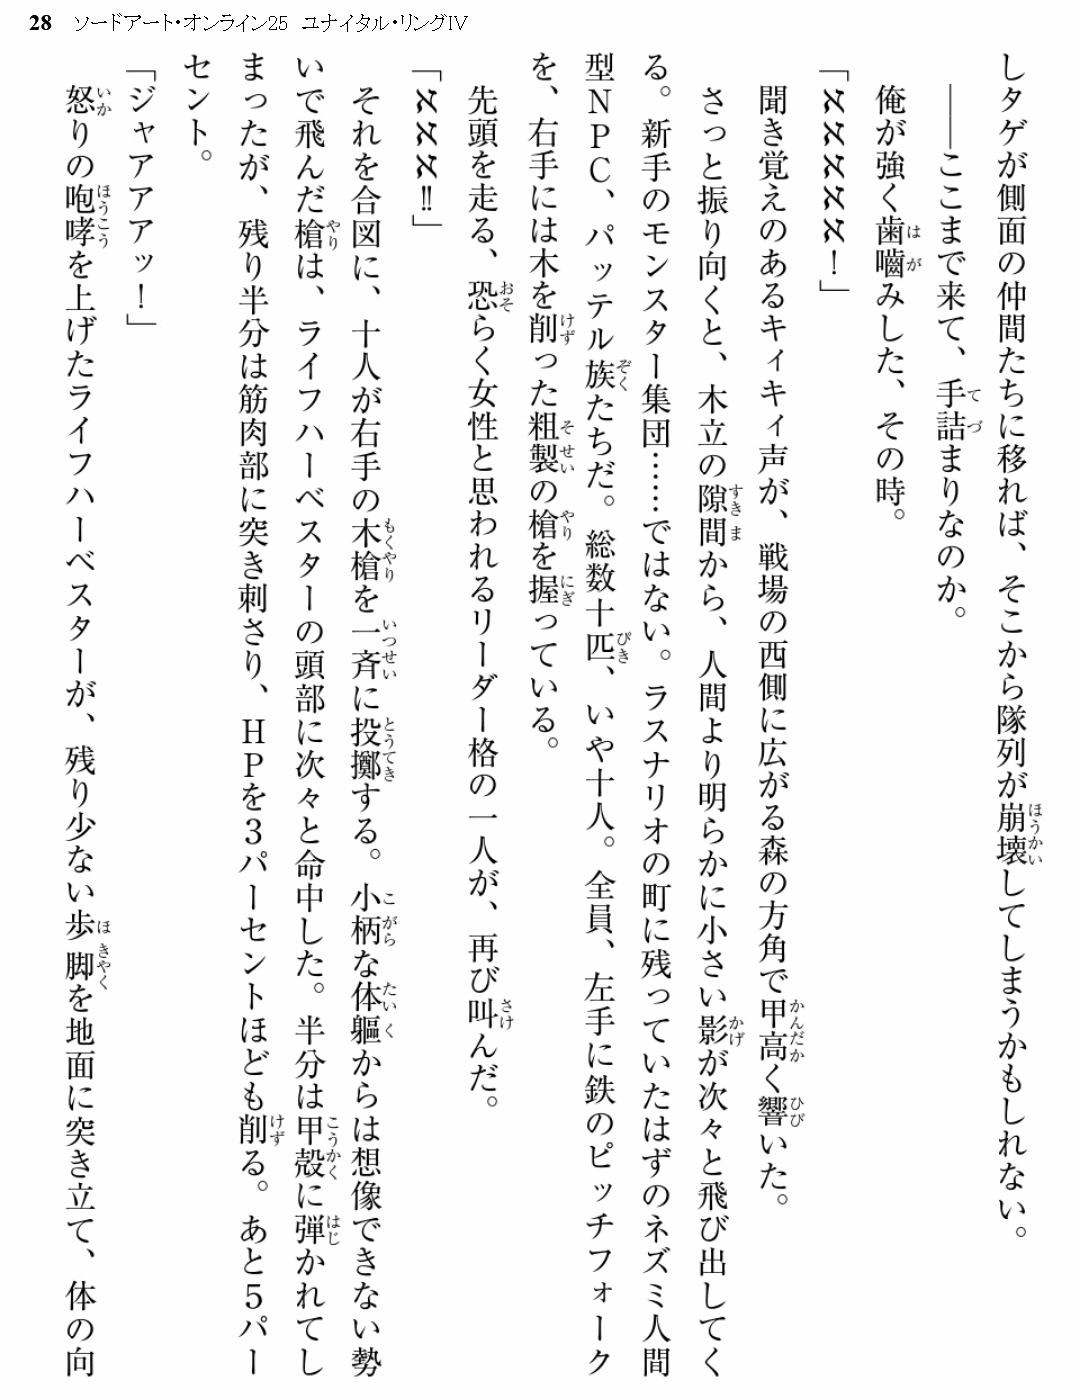 28 ソードアート・オンライン25 ユナイタル・リングⅣ
しタゲが側面の仲間たちに移れば、そこから隊列が崩壊してしまうかもしれない。
――ここまで来て、手詰まりなのか。
俺が強く歯嚙みした、その時。
「ℵℵℵℵℵ！」
聞き覚えのあるキィキィ声が、戦場の西側に広がる森の方角で甲高く響いた。
さっと振り向くと、木立の隙間から、人間より明らかに小さい影が次々と飛び出してく
る。新手のモンスター集団……ではない。ラスナリオの町に残っていたはずのネズミ人間
型ＮＰＣ、パッテル族たちだ。総数十匹、いや十人。全員、左手に鉄のピッチフォーク
を、右手には木を削った粗製の槍を握っている。
先頭を走る、恐らく女性と思われるリーダー格の一人が、再び叫んだ。
「ℵℵℵ‼」
それを合図に、十人が右手の木槍を一斉に投擲する。小柄な体軀からは想像できない勢
いで飛んだ槍は、ライフハーベスターの頭部に次々と命中した。半分は甲殻に弾かれてし
まったが、残り半分は筋肉部に突き刺さり、ＨＰを３パーセントほども削る。あと５パー
セント。
「ジャアアアッ！」
怒りの咆哮を上げたライフハーベスターが、残り少ない歩脚を地面に突き立て、体の向